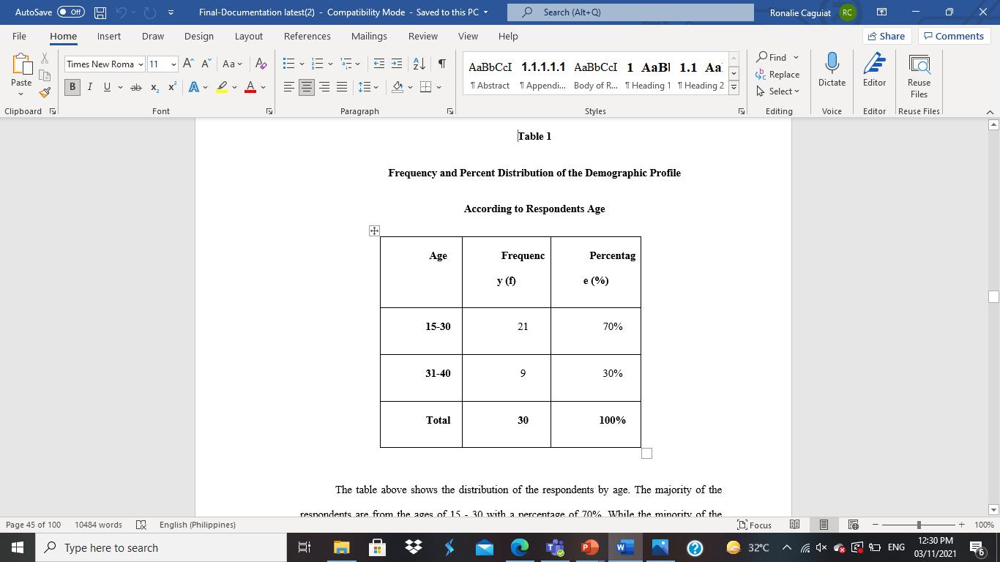 AutoSave Off Final-Documentation latest(2) - Compatibility Mode - Saved to this PC Search (Alt+Q) Ronalie Caguiat RC
File Home Insert Draw Design Layout References Mailings Review View Help Share Comments
Paste
Clipboard
Times New Roma 11
B I U ab x₂ x²
Font
Paragraph
AaBbCcI 1.1.1.1.1 AaBbCcI 1 AaBl 1.1 Aa
¶ Abstract ¶ Appendi... Body of R... ¶ Heading 1 ¶ Heading 2
Styles
Find
Replace
Select
Editing
Dictate
Voice
Editor
Editor
Reuse
Files
Reuse Files
Table 1
Frequency and Percent Distribution of the Demographic Profile
According to Respondents Age
Age Frequenc Percentag
y (f) e (%)
15-30 21 70%
31-40 9 30%
Total 30 100%
The table above shows the distribution of the respondents by age. The majority of the
respondents are from the ages of 15 - 30 with a percentage of 70%. While the minority of the
Page 45 of 100 10484 words English (Philippines) Focus 100%
Type here to search 32°C ENG 12:30 PM
03/11/2021 6